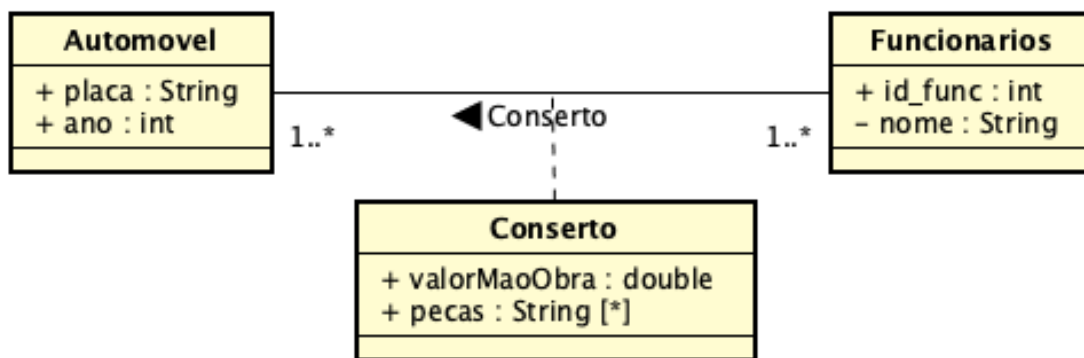 Automovel
+ placa : String
+ ano : int
1..*
Conserto
1..*
Funcionarios
+ id_func : int
- nome : String
Conserto
+ valorMaoObra : double
+ pecas : String [*]